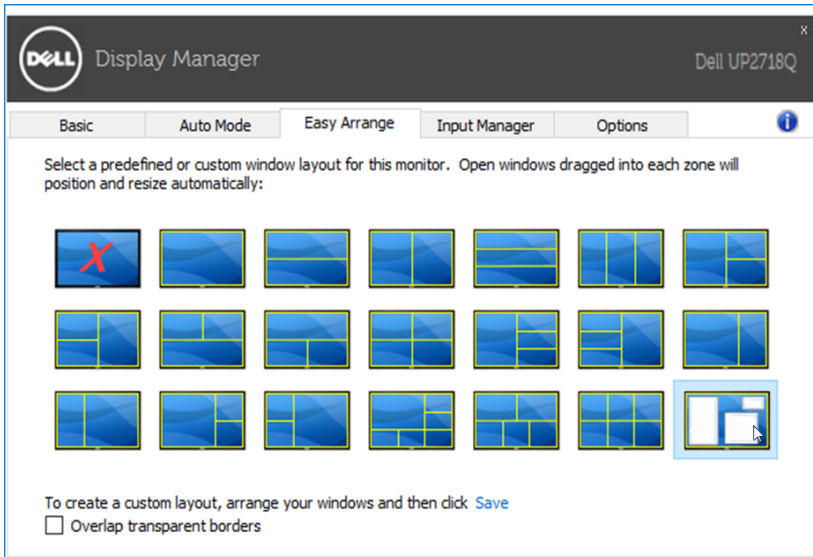 x
DELL Display Manager
Dell UP2718Q
Basic Auto Mode Easy Arrange Input Manager Options i
Select a predefined or custom window layout for this monitor. Open windows dragged into each zone will
position and resize automatically:
X
To create a custom layout, arrange your windows and then click Save
Overlap transparent borders